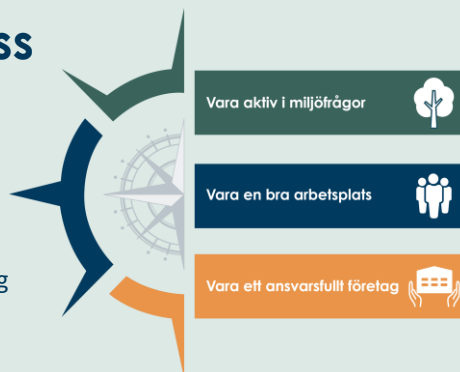 ss
Vara aktiv i miljöfrågor
Vara en bra arbetsplats
g
Vara ett ansvarsfullt företag